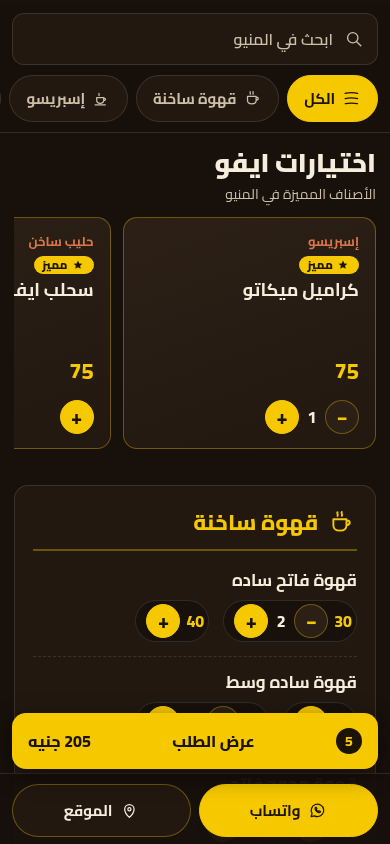 ابحث في المنيو
الكل
قهوة ساخنة
إسبريسو
اختيارات ايفو
الأصناف المميزة في المنيو
إسبريسو
مميز
كراميل ميكاتو
75
− 1 +
حليب ساخن
مميز
سحلب
75
+
قهوة ساخنة
قهوة فاتح ساده
30 − 2 + 40 +
قهوة ساده وسط
5 عرض الطلب 205 جنيه
واتساب
الموقع